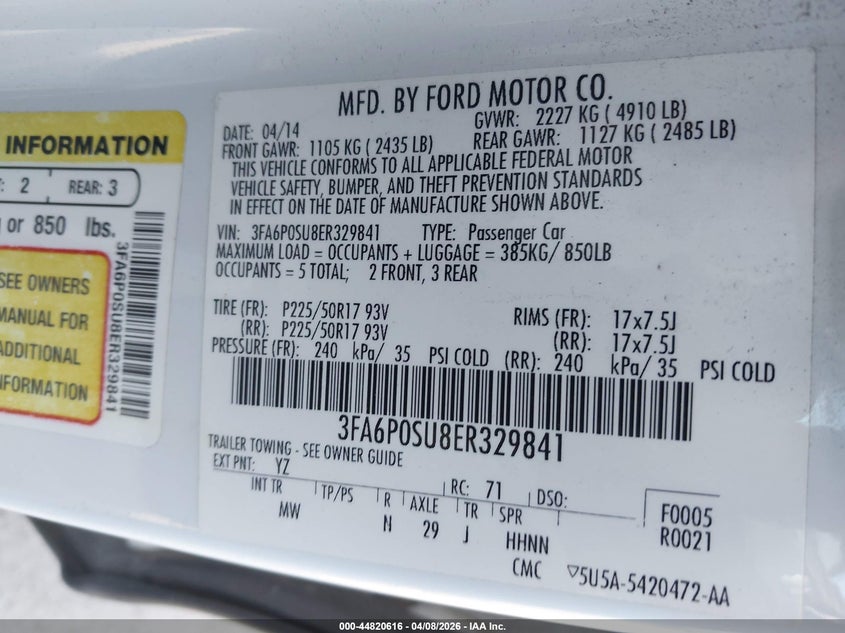 INFORMATION
2 REAR: 3
or 850 lbs.
SEE OWNERS
MANUAL FOR
ADDITIONAL
INFORMATION
3FA6P0SU8ER329841
MFD. BY FORD MOTOR CO.
DATE: 04/14 GVWR: 2227 KG ( 4910 LB)
FRONT GAWR: 1105 KG ( 2435 LB) REAR GAWR: 1127 KG ( 2485 LB)
THIS VEHICLE CONFORMS TO ALL APPLICABLE FEDERAL MOTOR
VEHICLE SAFETY, BUMPER, AND THEFT PREVENTION STANDARDS
IN EFFECT ON THE DATE OF MANUFACTURE SHOWN ABOVE.
VIN: 3FA6P0SU8ER329841 TYPE: Passenger Car
MAXIMUM LOAD = OCCUPANTS + LUGGAGE = 385KG/ 850LB
OCCUPANTS = 5 TOTAL; 2 FRONT, 3 REAR
TIRE (FR): P225/50R17 93V RIMS (FR): 17x7.5J
(RR): P225/50R17 93V (RR): 17x7.5J
PRESSURE (FR): 240 kPa/ 35 PSI COLD (RR): 240 kPa/ 35 PSI COLD
3FA6P0SU8ER329841
TRAILER TOWING - SEE OWNER GUIDE
EXT PNT: YZ RC: 71 DSO:
INT TR TP/PS R AXLE TR SPR F0005
MW N 29 J HHNN R0021
CMC 5U5A-5420472-AA
000-44820616 - 04/08/2026 - IAA Inc.